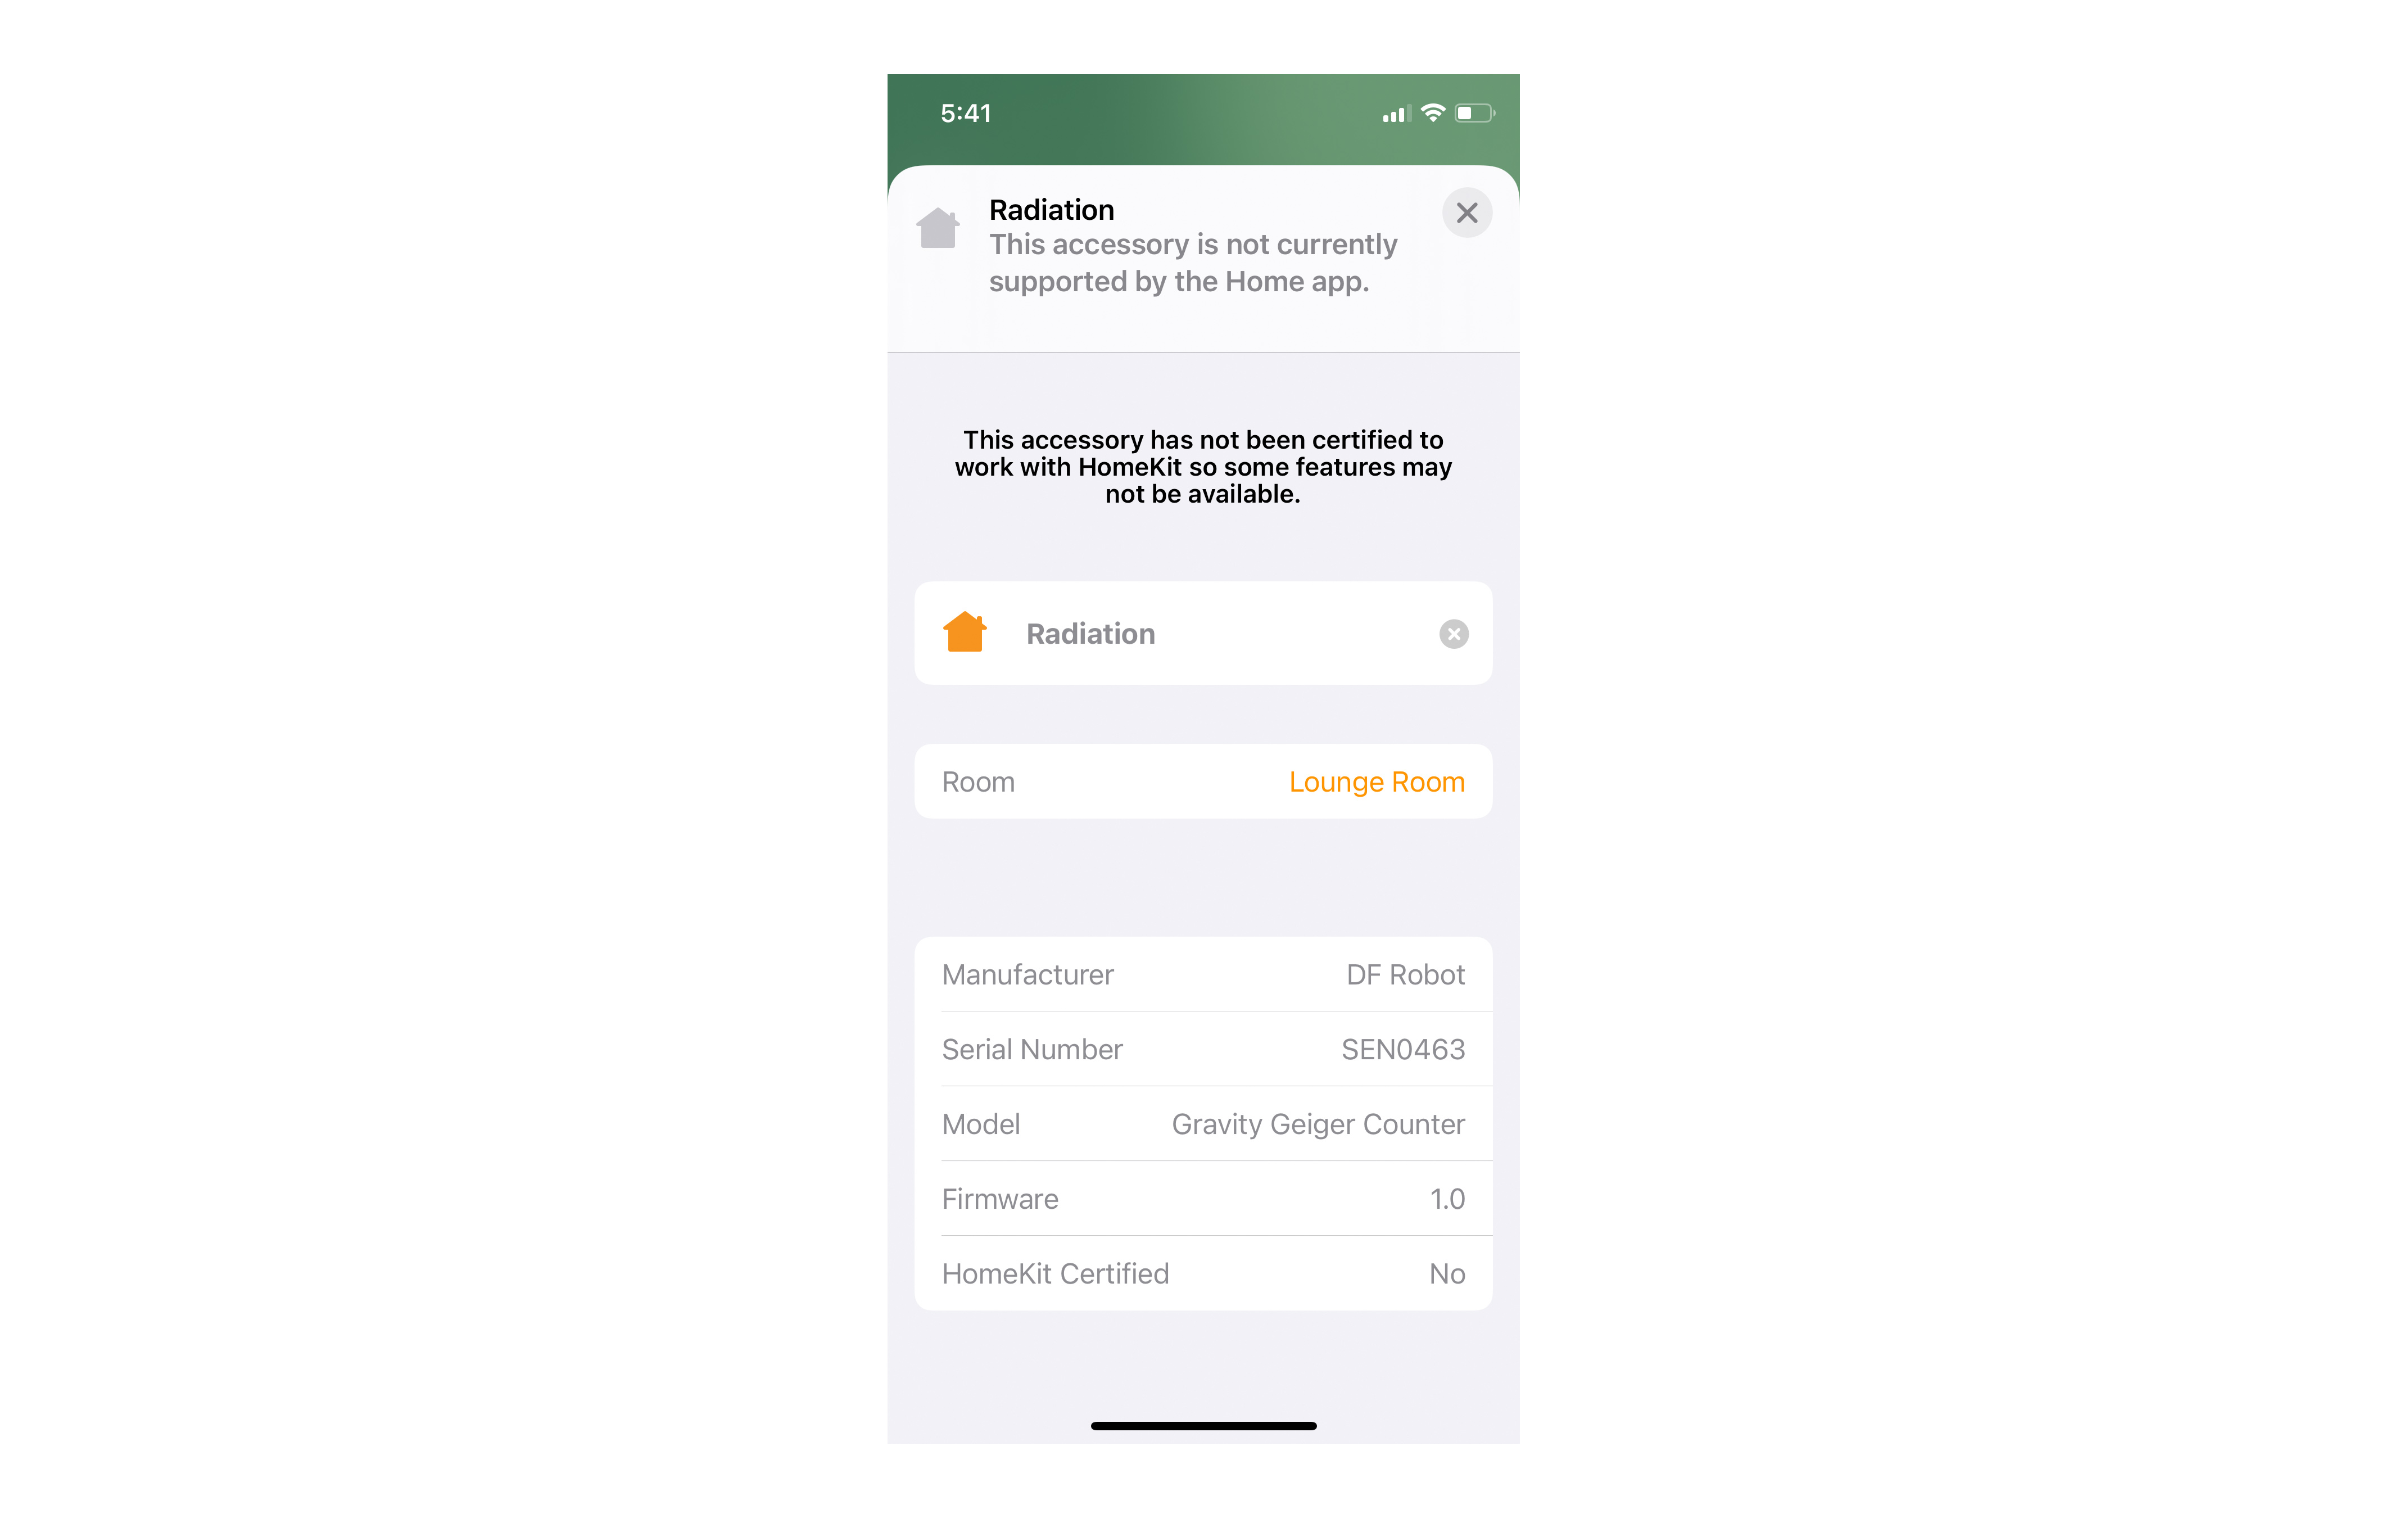 5:41
Radiation
This accessory is not currently
supported by the Home app.
This accessory has not been certified to
work with HomeKit so some features may
not be available.
Radiation
Room Lounge Room
Manufacturer DF Robot
Serial Number SEN0463
Model Gravity Geiger Counter
Firmware 1.0
HomeKit Certified No